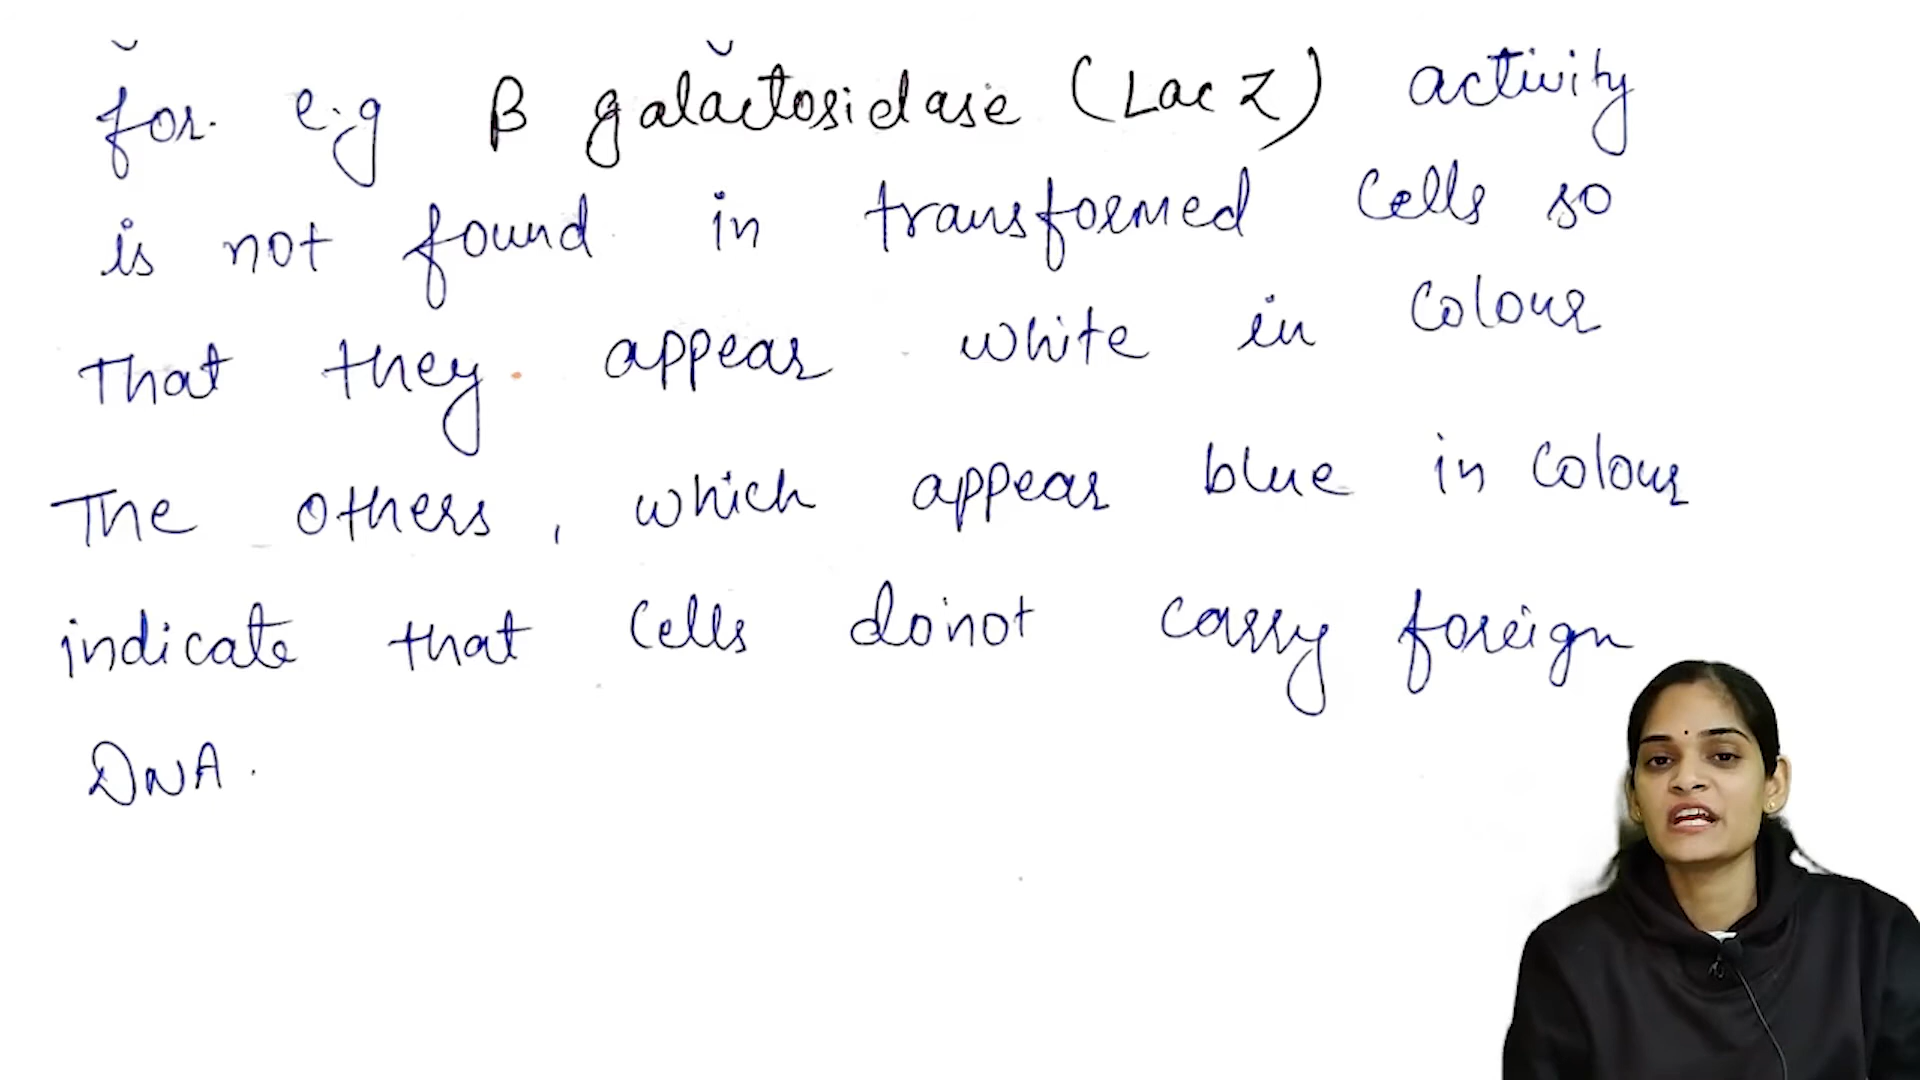 for e.g β galactosidase (Lac Z) activity
is not found in transformed cells so
That they appear white in colour
The others, which appear blue in colour
indicate that cells donot carry foreign
DNA.